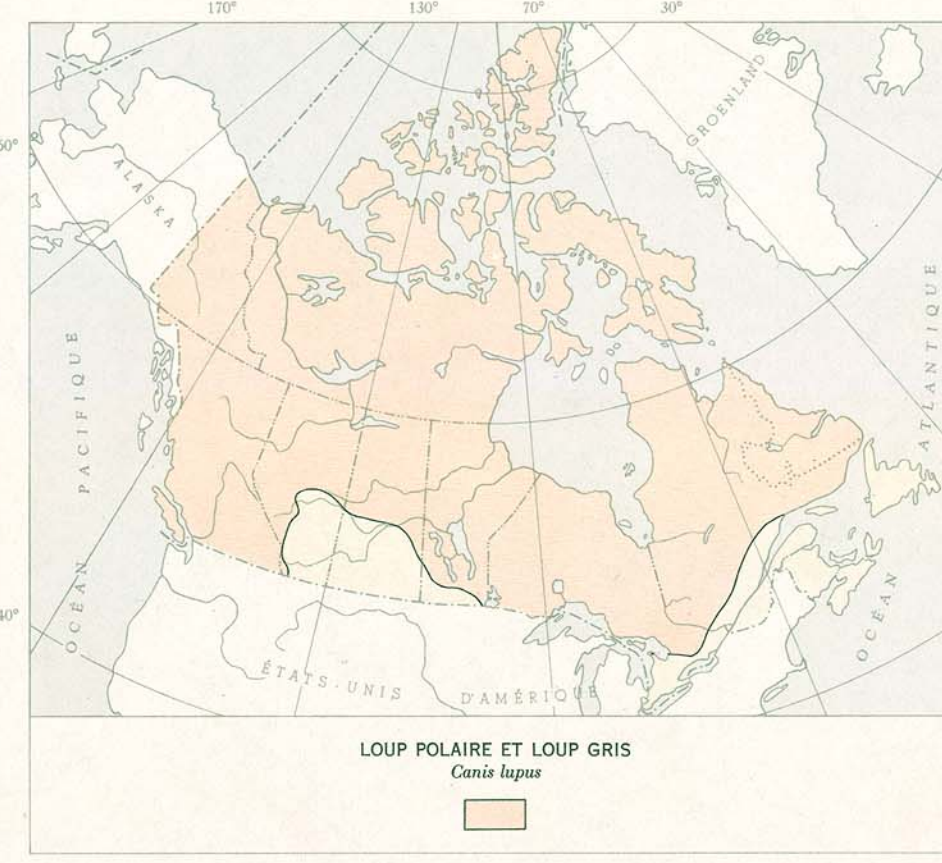 170° 130° 70° 30°
ALASKA
GROENLAND
OCÉAN PACIFIQUE
OCÉAN ATLANTIQUE
40°
ÉTATS-UNIS D'AMÉRIQUE
LOUP POLAIRE ET LOUP GRIS
Canis lupus